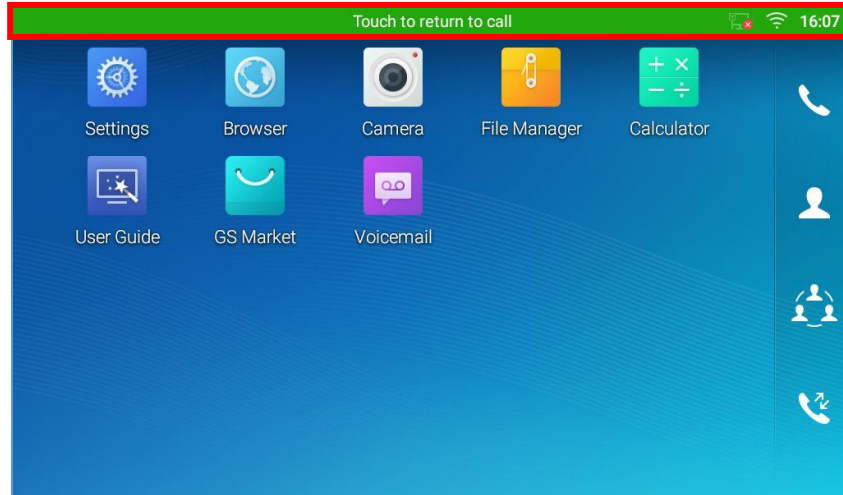 Touch to return to call 16:07
Settings Browser Camera File Manager Calculator
User Guide GS Market Voicemail